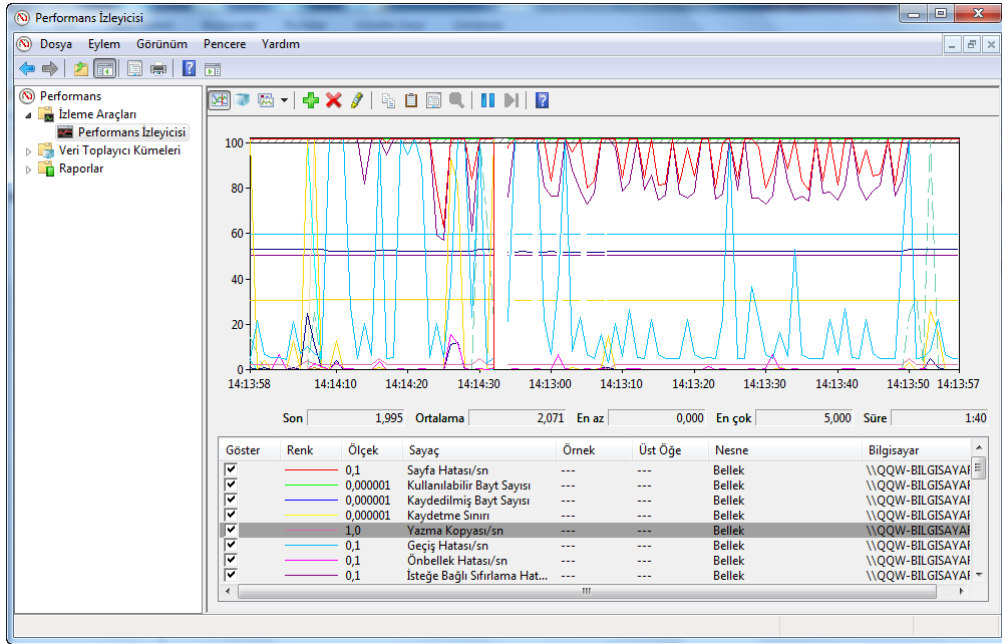 Performans İzleyicisi
Dosya Eylem Görünüm Pencere Yardım
Performans
İzleme Araçları
Performans İzleyicisi
Veri Toplayıcı Kümeleri
Raporlar
100
80
60
40
20
0
14:13:58 14:14:10 14:14:20 14:14:30 14:13:00 14:13:10 14:13:20 14:13:30 14:13:40 14:13:50 14:13:57
Son 1,995 Ortalama 2,071 En az 0,000 En çok 5,000 Süre 1:40
Göster Renk Ölçek Sayaç Örnek Üst Öğe Nesne Bilgisayar
0,1 Sayfa Hatası/sn --- --- Bellek \\QQW-BILGISAYAR
0,000001 Kullanılabilir Bayt Sayısı --- --- Bellek \\QQW-BILGISAYAR
0,000001 Kaydedilmiş Bayt Sayısı --- --- Bellek \\QQW-BILGISAYAR
0,000001 Kaydetme Sınırı --- --- Bellek \\QQW-BILGISAYAR
1,0 Yazma Kopyası/sn --- --- Bellek \\QQW-BILGISAYAR
0,1 Geçiş Hatası/sn --- --- Bellek \\QQW-BILGISAYAR
0,1 Önbellek Hatası/sn --- --- Bellek \\QQW-BILGISAYAR
0,1 İsteğe Bağlı Sıfırlama Hat... --- --- Bellek \\QQW-BILGISAYAR